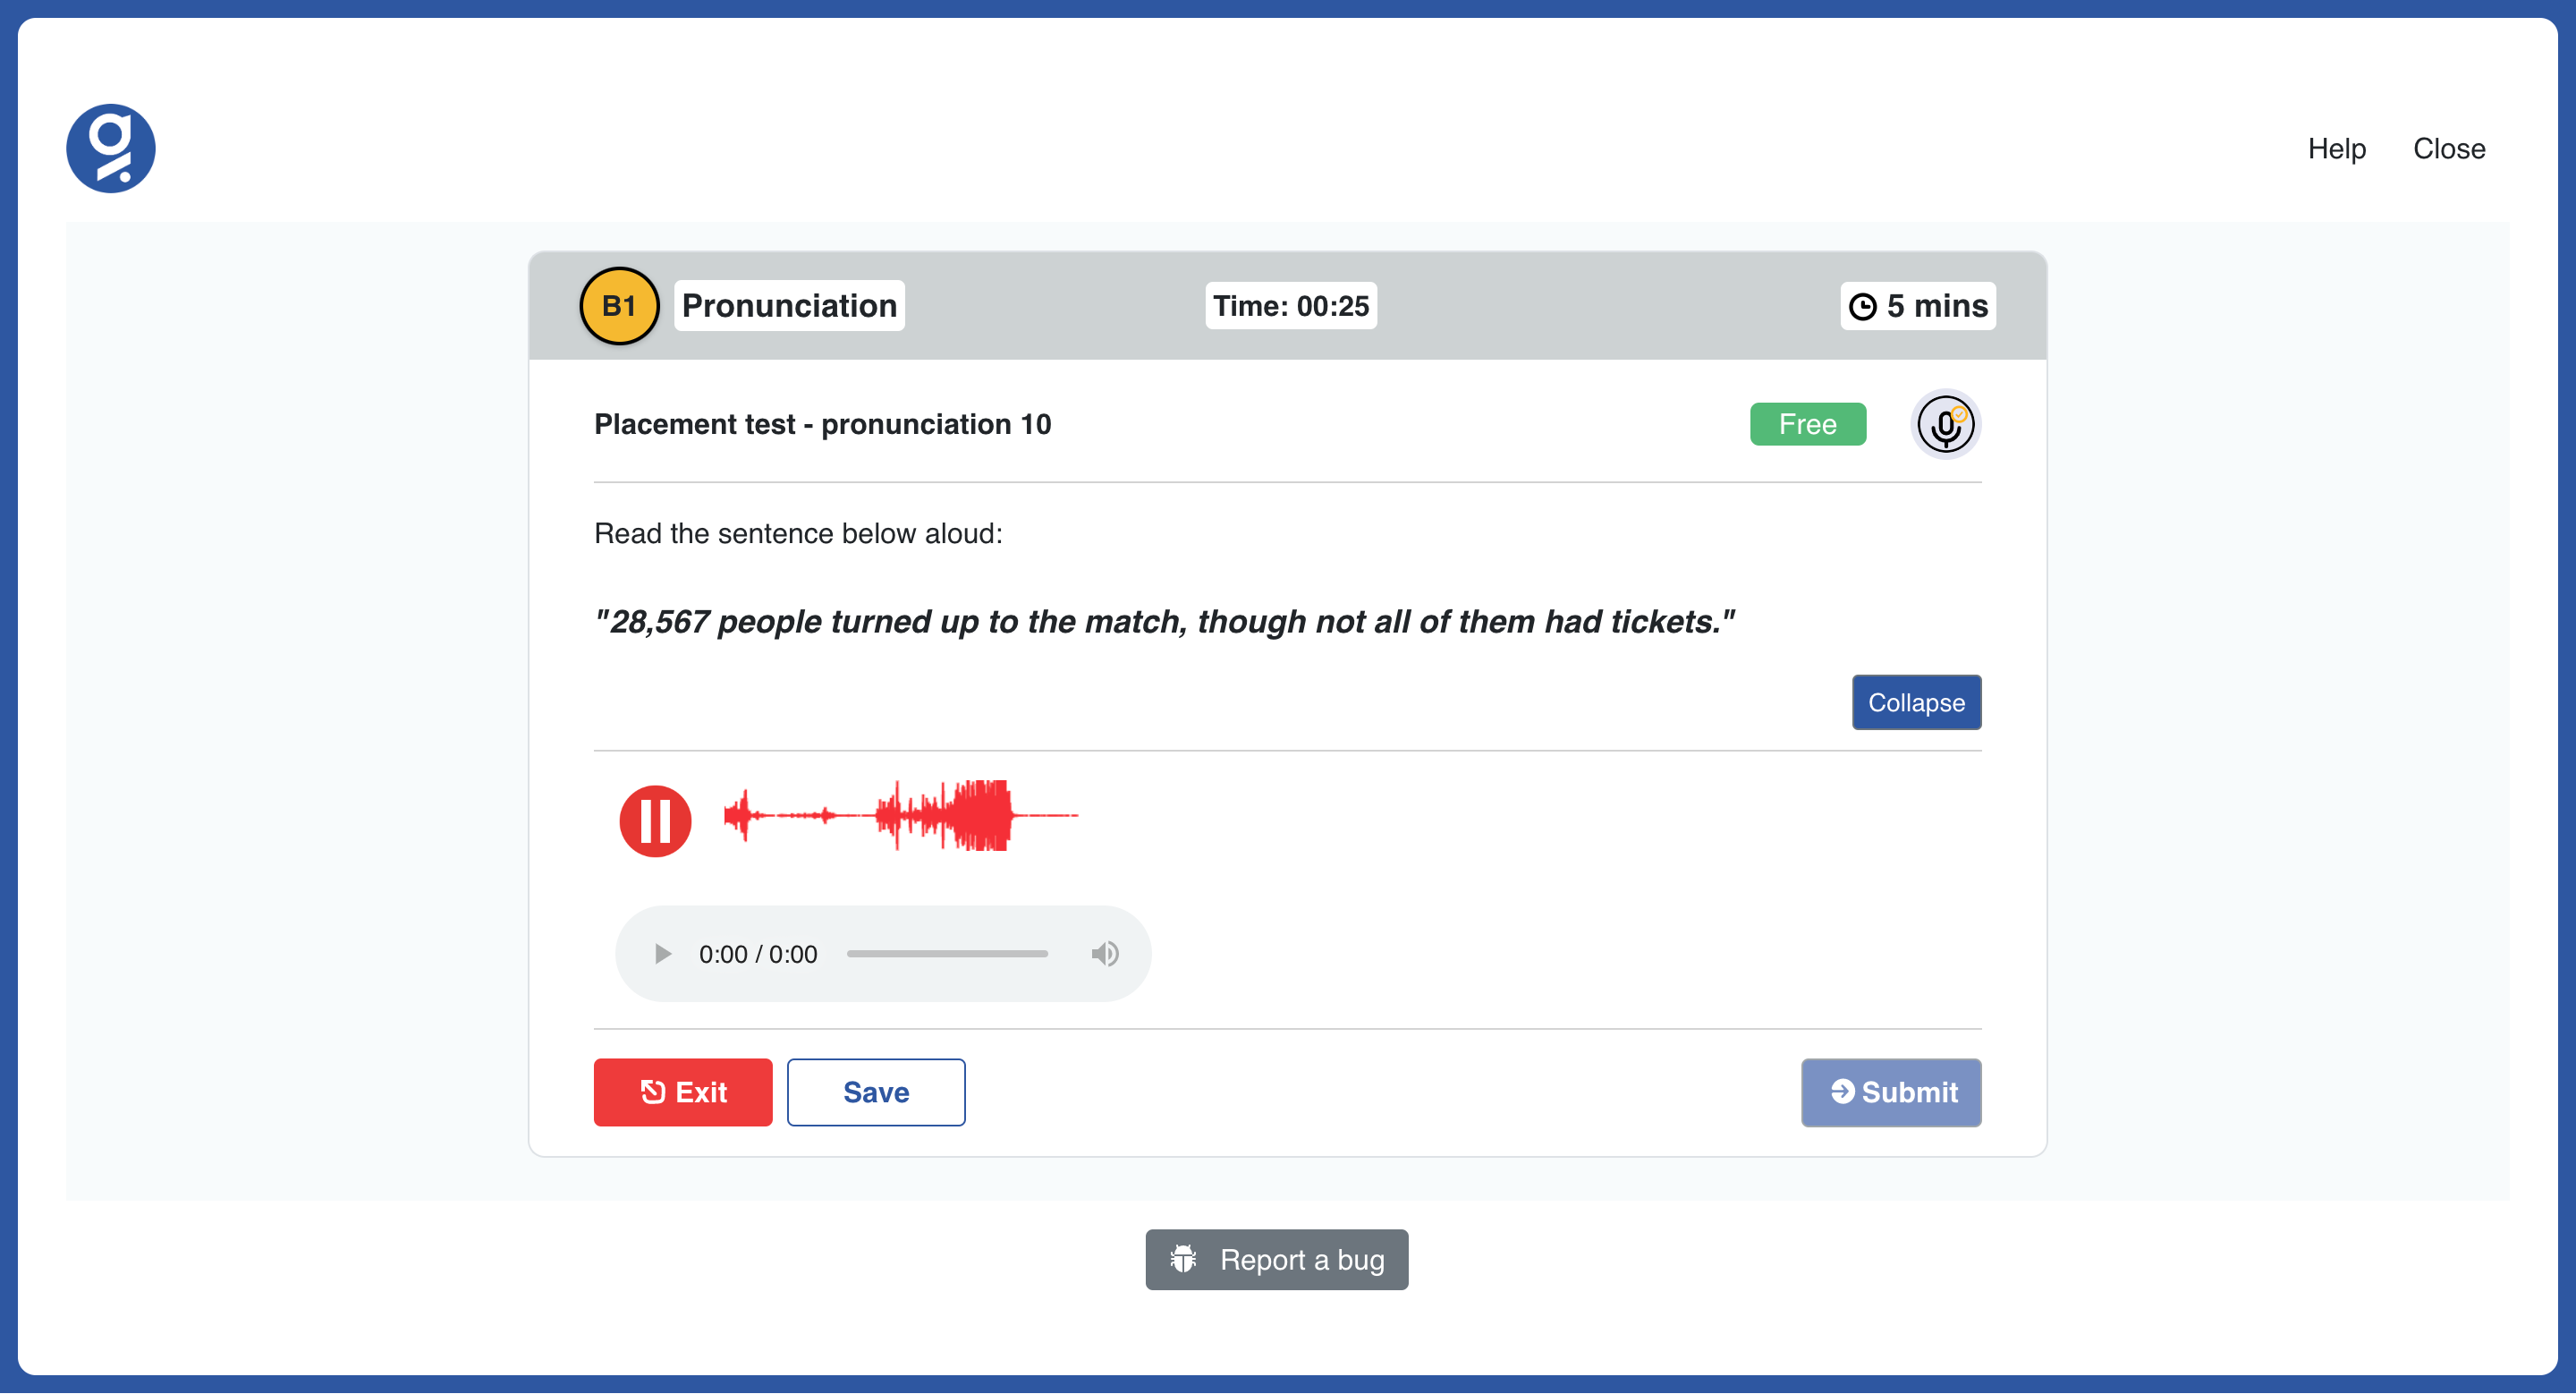 Help Close
B1 Pronunciation Time: 00:25 5 mins
Placement test - pronunciation 10 Free
Read the sentence below aloud:
"28,567 people turned up to the match, though not all of them had tickets."
Collapse
0:00 / 0:00
Exit Save Submit
Report a bug